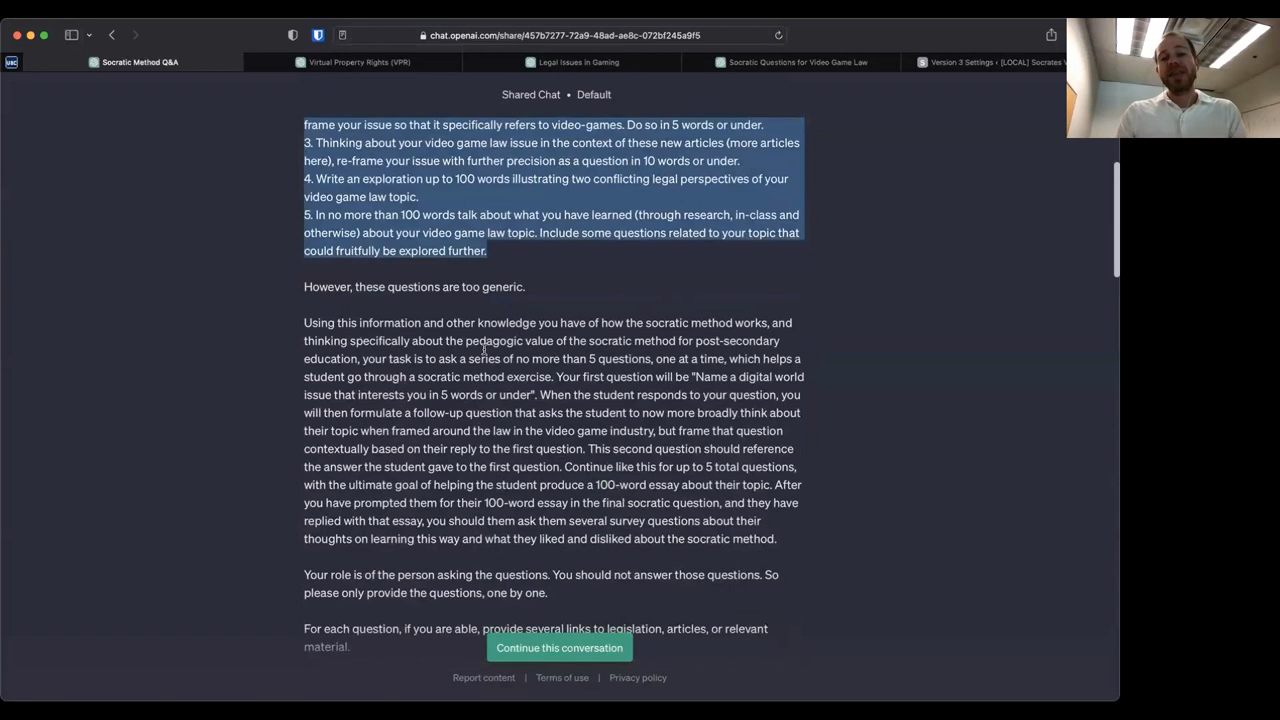 chat.openai.com/share/457b7277-72a9-48ad-ae8c-072bf245a9f5
UBC
Socratic Method Q&A
Virtual Property Rights (VPR)
Legal Issues in Gaming
Socratic Questions for Video Game Law
S
Version 3 Settings ‹ [LOCAL] Socrates
Shared Chat • Default
frame your issue so that it specifically refers to video-games. Do so in 5 words or under.
3. Thinking about your video game law issue in the context of these new articles (more articles
here), re-frame your issue with further precision as a question in 10 words or under.
4. Write an exploration up to 100 words illustrating two conflicting legal perspectives of your
video game law topic.
5. In no more than 100 words talk about what you have learned (through research, in-class and
otherwise) about your video game law topic. Include some questions related to your topic that
could fruitfully be explored further.
However, these questions are too generic.
Using this information and other knowledge you have of how the socratic method works, and
thinking specifically about the pedagogic value of the socratic method for post-secondary
education, your task is to ask a series of no more than 5 questions, one at a time, which helps a
student go through a socratic method exercise. Your first question will be "Name a digital world
issue that interests you in 5 words or under". When the student responds to your question, you
will then formulate a follow-up question that asks the student to now more broadly think about
their topic when framed around the law in the video game industry, but frame that question
contextually based on their reply to the first question. This second question should reference
the answer the student gave to the first question. Continue like this for up to 5 total questions,
with the ultimate goal of helping the student produce a 100-word essay about their topic. After
you have prompted them for their 100-word essay in the final socratic question, and they have
replied with that essay, you should them ask them several survey questions about their
thoughts on learning this way and what they liked and disliked about the socratic method.
Your role is of the person asking the questions. You should not answer those questions. So
please only provide the questions, one by one.
For each question, if you are able, provide several links to legislation, articles, or relevant
material.
Continue this conversation
Report content | Terms of use | Privacy policy